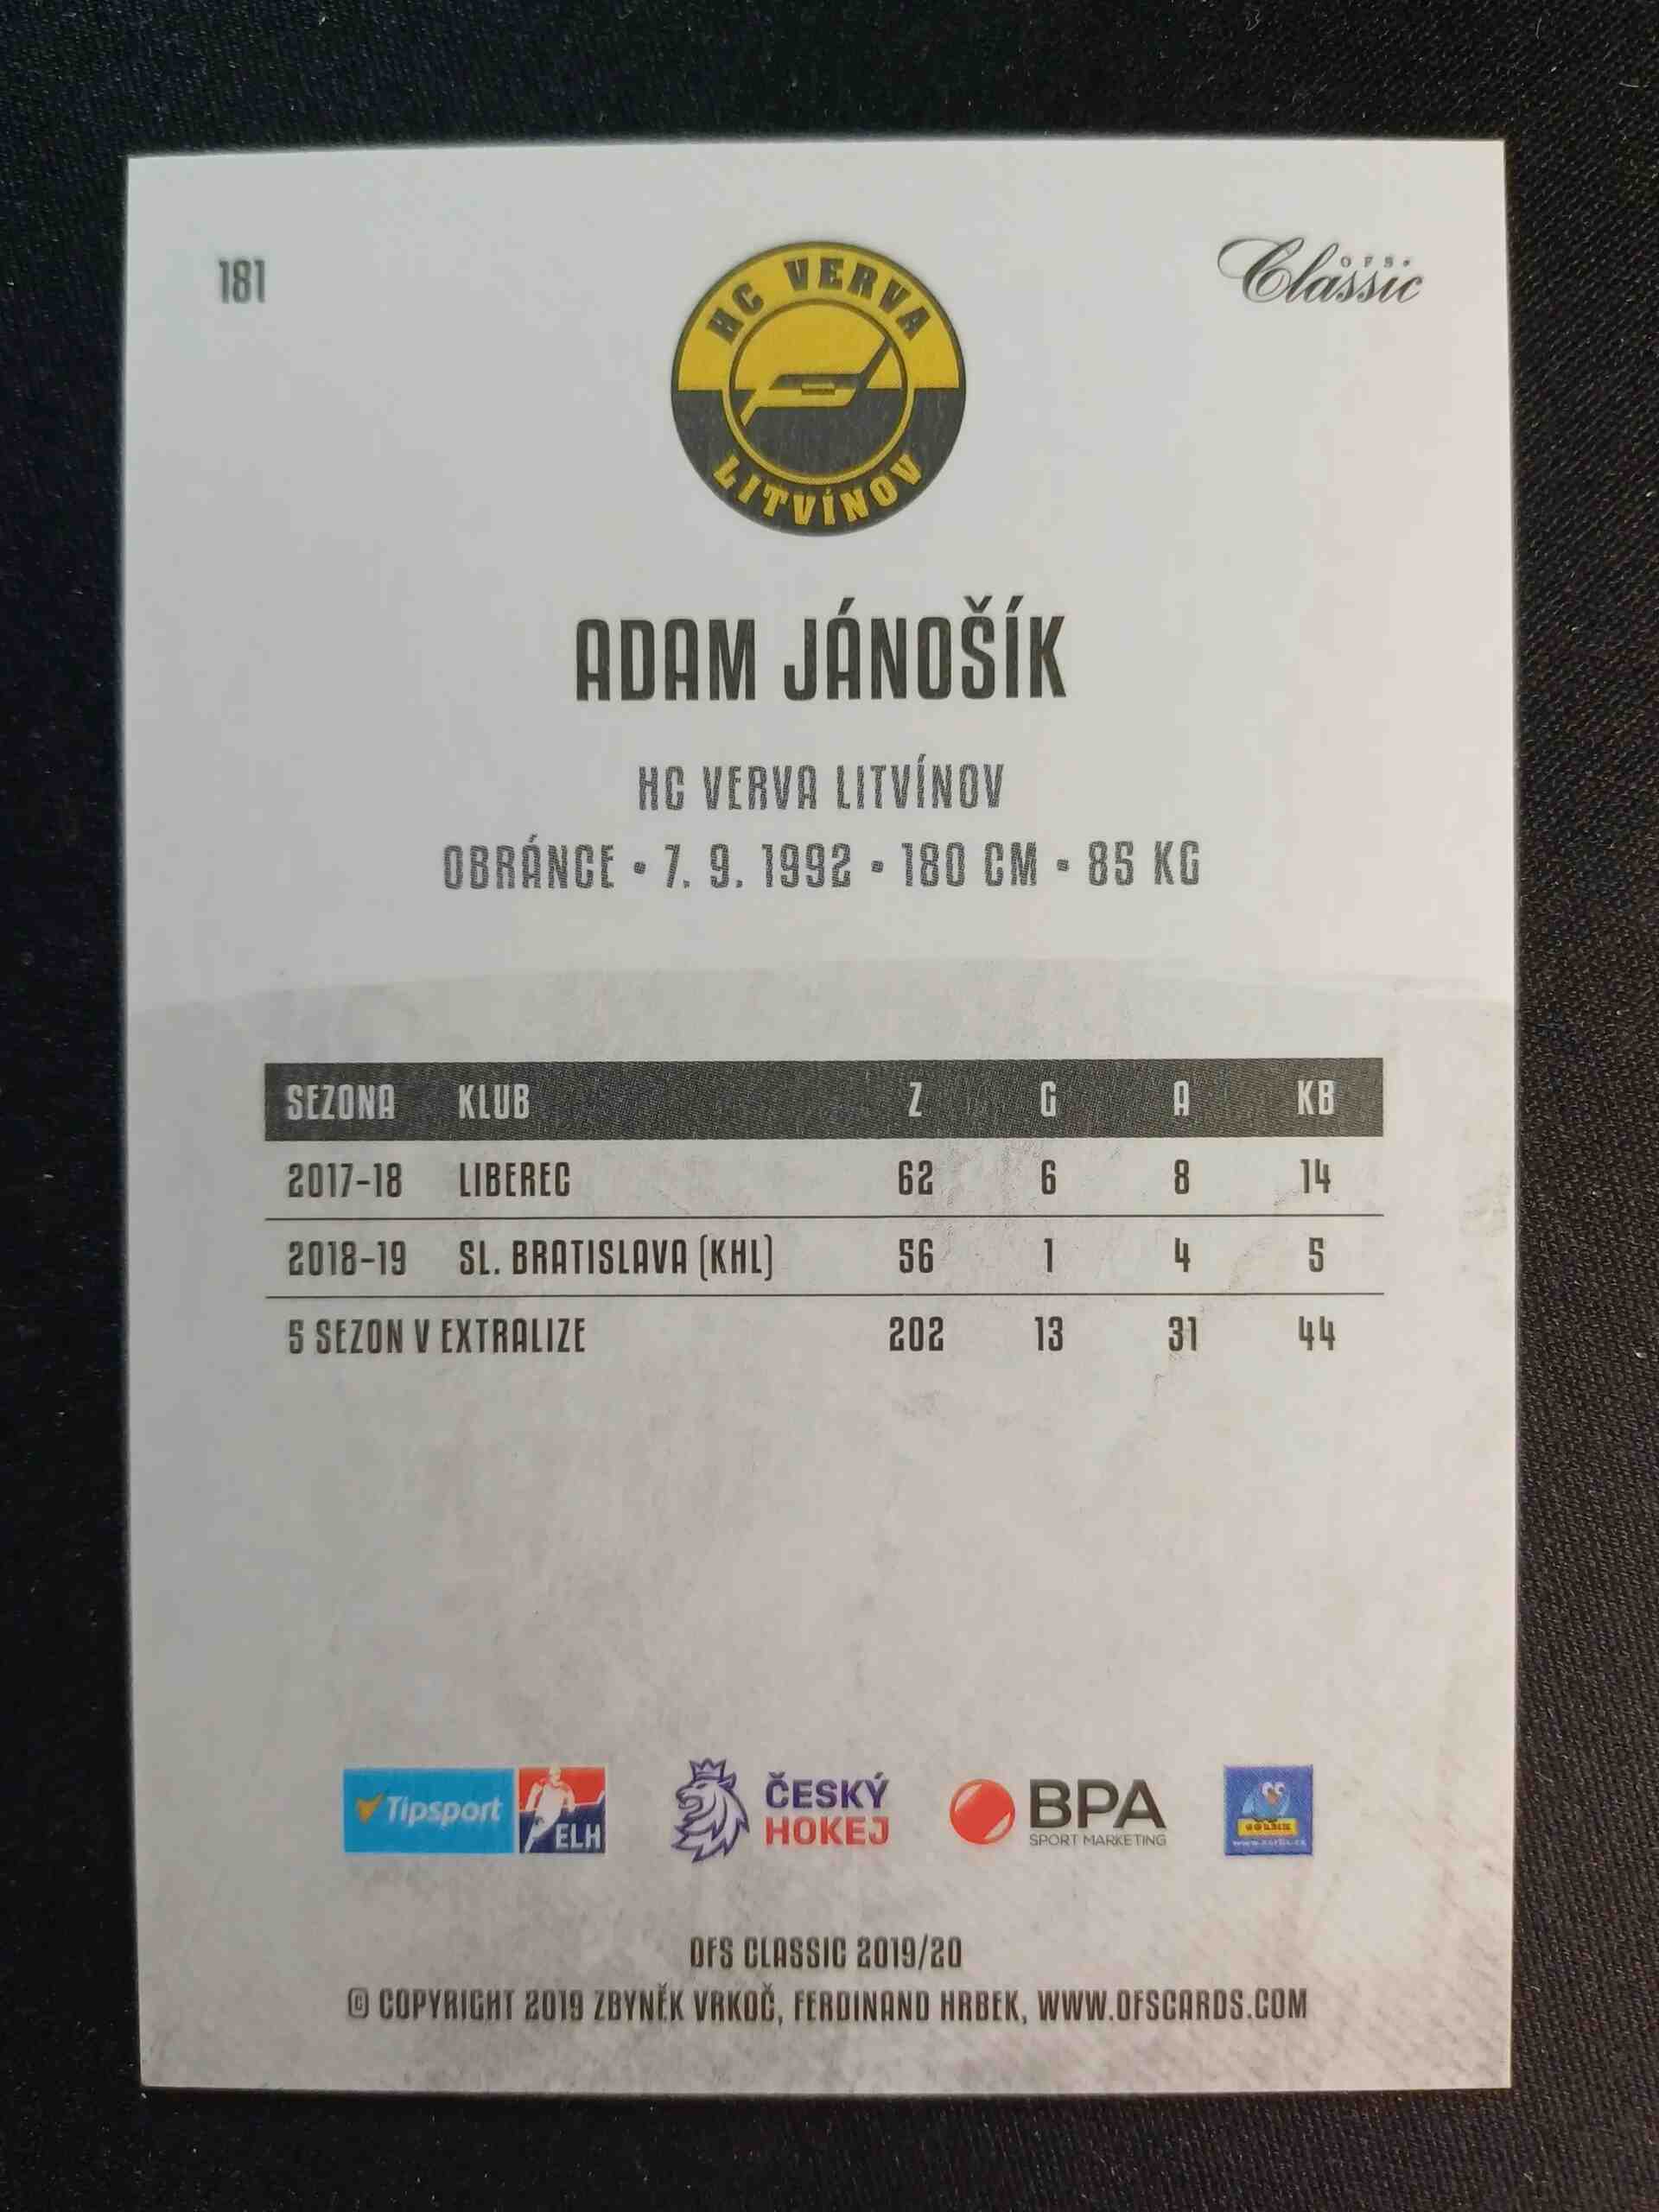 181
OFS
Classic
HC VERVA
LITVÍNOV
ADAM JÁNOŠÍK
HC VERVA LITVÍNOV
OBRÁNCE • 7. 9. 1992 • 180 CM • 85 KG
SEZONA KLUB Z G A KB
2017-18 LIBEREC 62 6 8 14
2018-19 SL. BRATISLAVA (KHL) 56 1 4 5
5 SEZON V EXTRALIZE 202 13 31 44
Tipsport ELH
ČESKÝ
HOKEJ
BPA
SPORT MARKETING
OFS CLASSIC 2019/20
© COPYRIGHT 2019 ZBYNĚK VRKOČ, FERDINAND HRBEK, WWW.OFSCARDS.COM